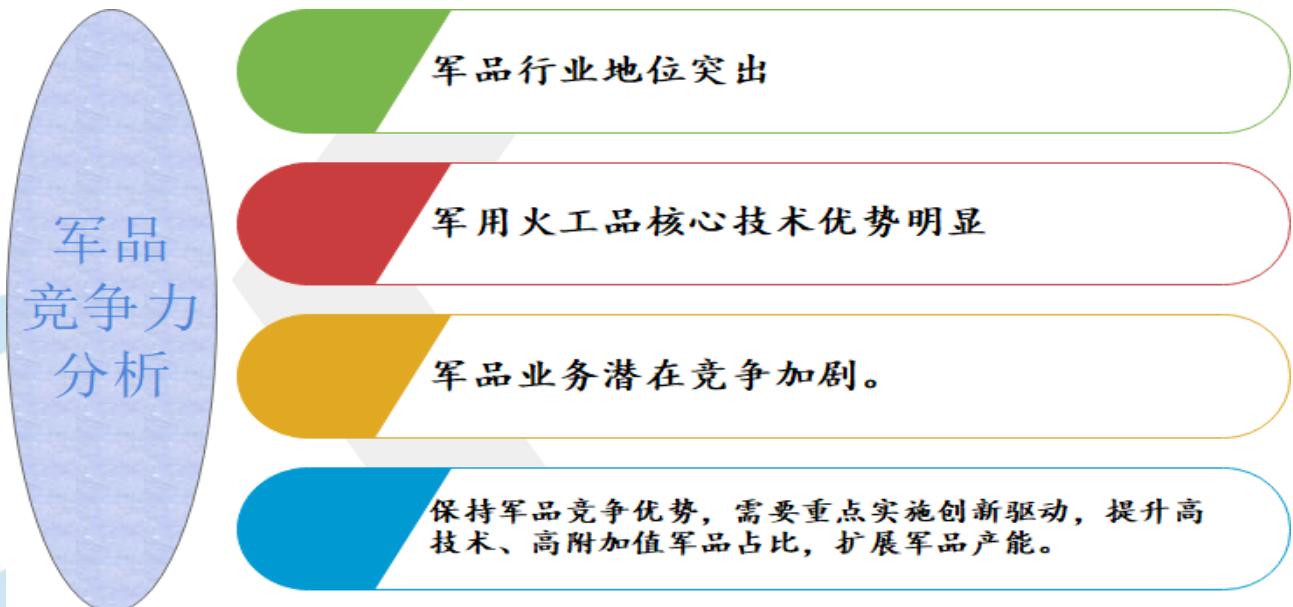 军品
竞争力
分析
军品行业地位突出
军用火工品核心技术优势明显
军品业务潜在竞争加剧。
保持军品竞争优势，需要重点实施创新驱动，提升高
技术、高附加值军品占比，扩展军品产能。